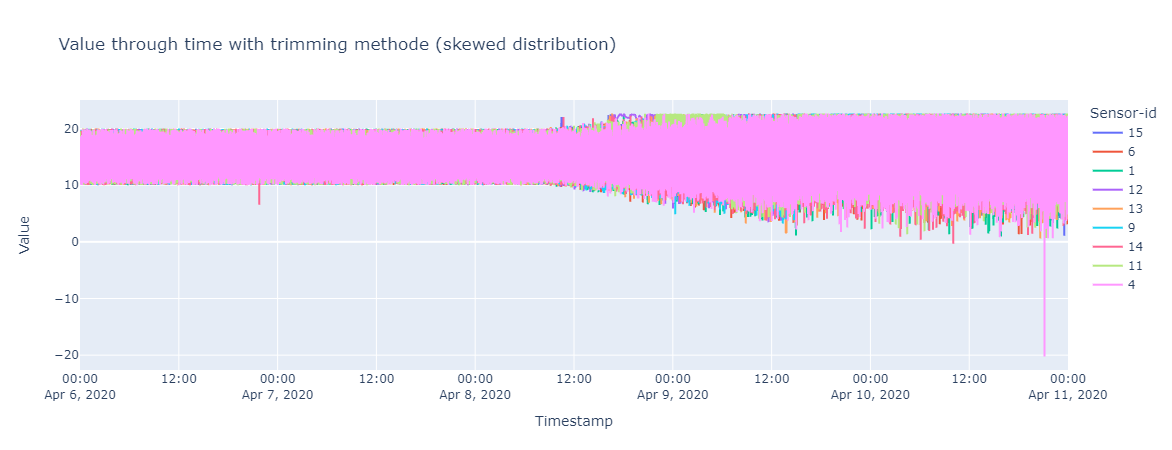 Value through time with trimming methode (skewed distribution)
Sensor-id
15
6
1
12
13
9
14
11
4
Value
20
10
0
−10
−20
00:00 12:00 00:00 12:00 00:00 12:00 00:00 12:00 00:00 12:00 00:00
Apr 6, 2020 Apr 7, 2020 Apr 8, 2020 Apr 9, 2020 Apr 10, 2020 Apr 11, 2020
Timestamp